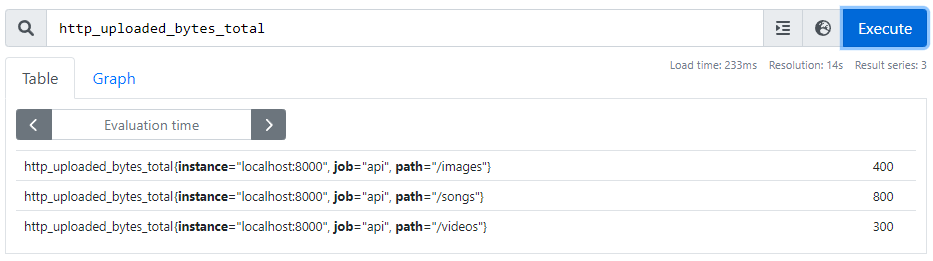 http_uploaded_bytes_total
Execute
Table
Graph
Load time: 233ms Resolution: 14s Result series: 3
Evaluation time
http_uploaded_bytes_total{instance="localhost:8000", job="api", path="/images"} 400
http_uploaded_bytes_total{instance="localhost:8000", job="api", path="/songs"} 800
http_uploaded_bytes_total{instance="localhost:8000", job="api", path="/videos"} 300